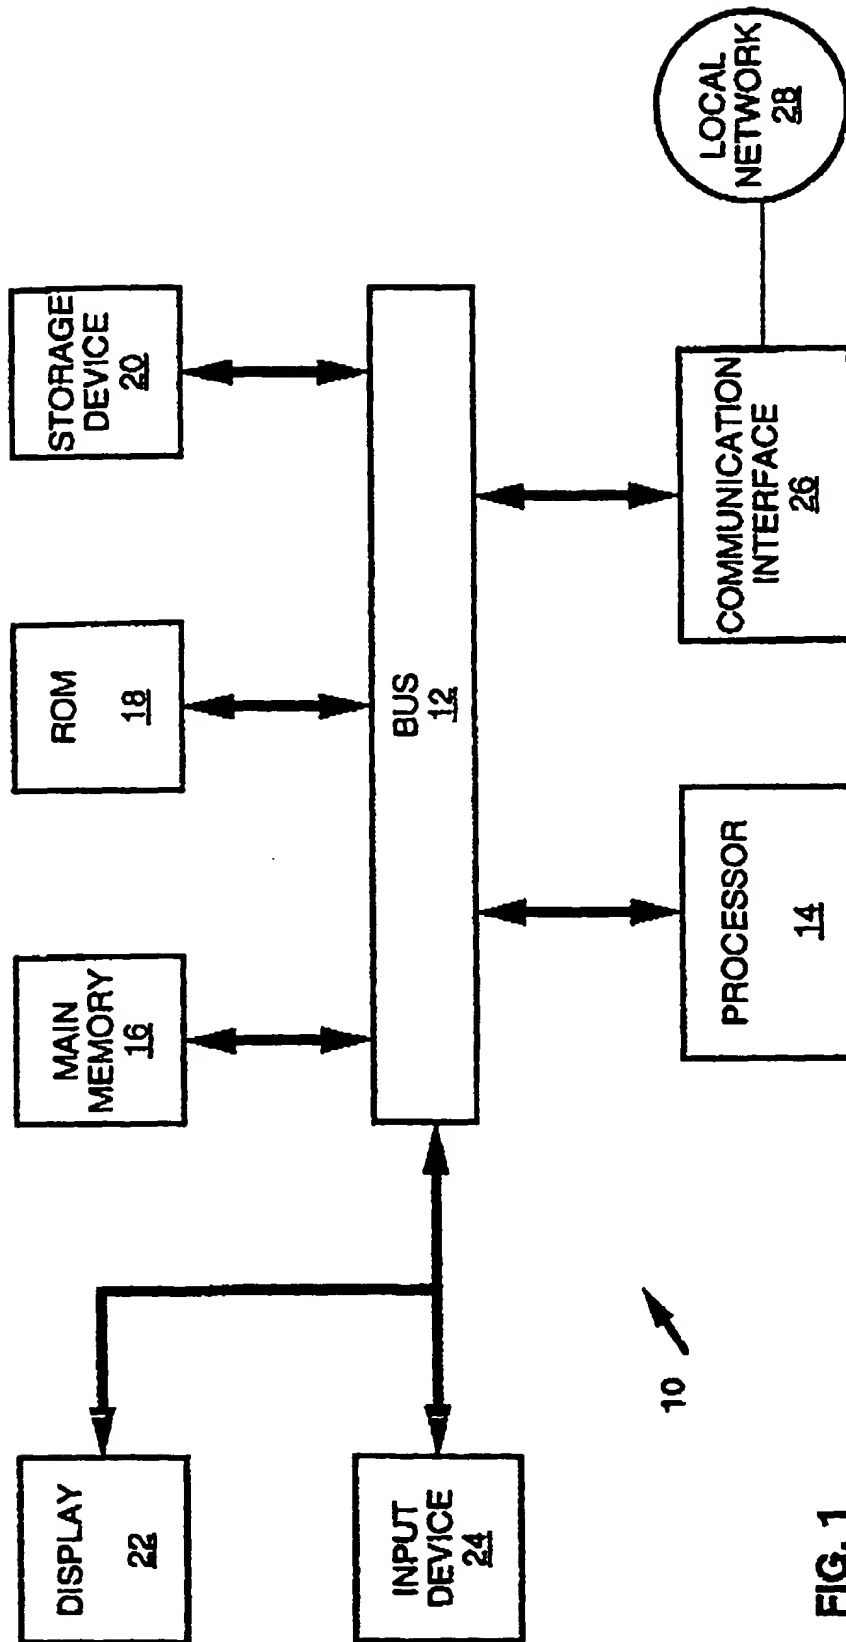 DISPLAY
22
MAIN
MEMORY
16
ROM
18
STORAGE
DEVICE
20
INPUT
DEVICE
24
BUS
12
10
PROCESSOR
14
COMMUNICATION
INTERFACE
26
LOCAL
NETWORK
28
FIG. 1